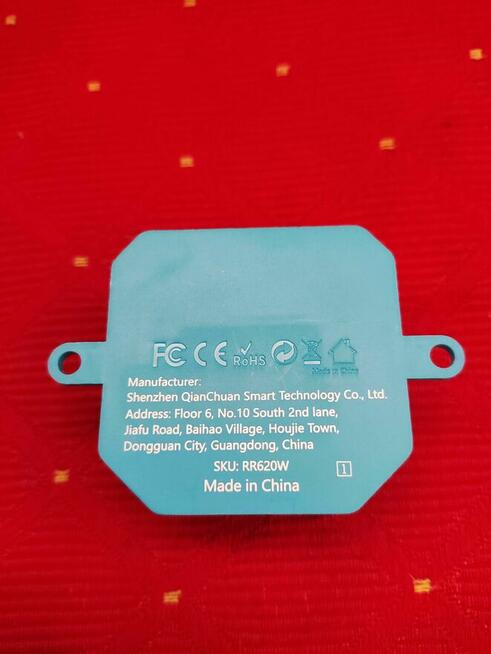 FC CE RoHS
Made in China
Manufacturer:
Shenzhen QianChuan Smart Technology Co., Ltd.
Address: Floor 6, No.10 South 2nd lane,
Jiafu Road, Baihao Village, Houjie Town,
Dongguan City, Guangdong, China
SKU: RR620W
1
Made in China